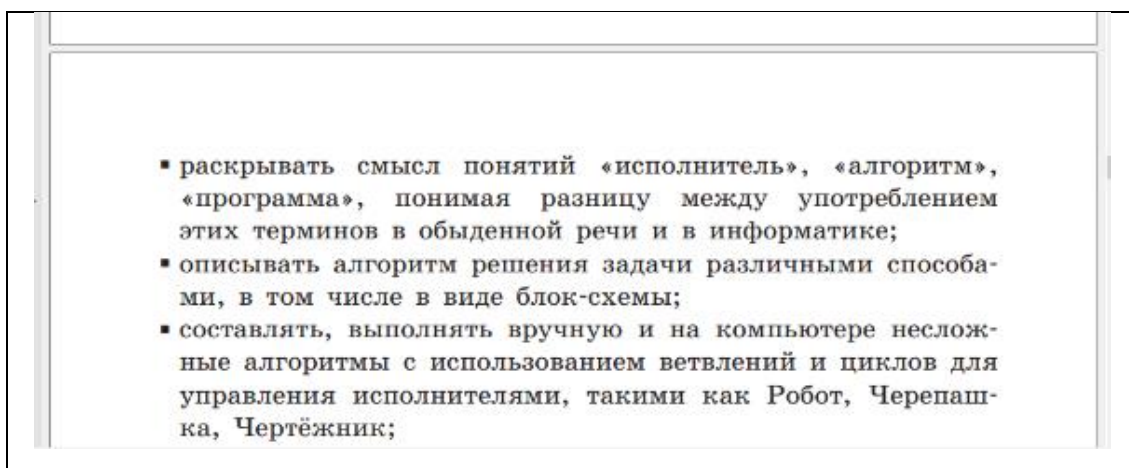 ▪ раскрывать смысл понятий «исполнитель», «алгоритм»,
«программа», понимая разницу между употреблением
этих терминов в обыденной речи и в информатике;
▪ описывать алгоритм решения задачи различными способа-
ми, в том числе в виде блок-схемы;
▪ составлять, выполнять вручную и на компьютере неслож-
ные алгоритмы с использованием ветвлений и циклов для
управления исполнителями, такими как Робот, Черепаш-
ка, Чертёжник;